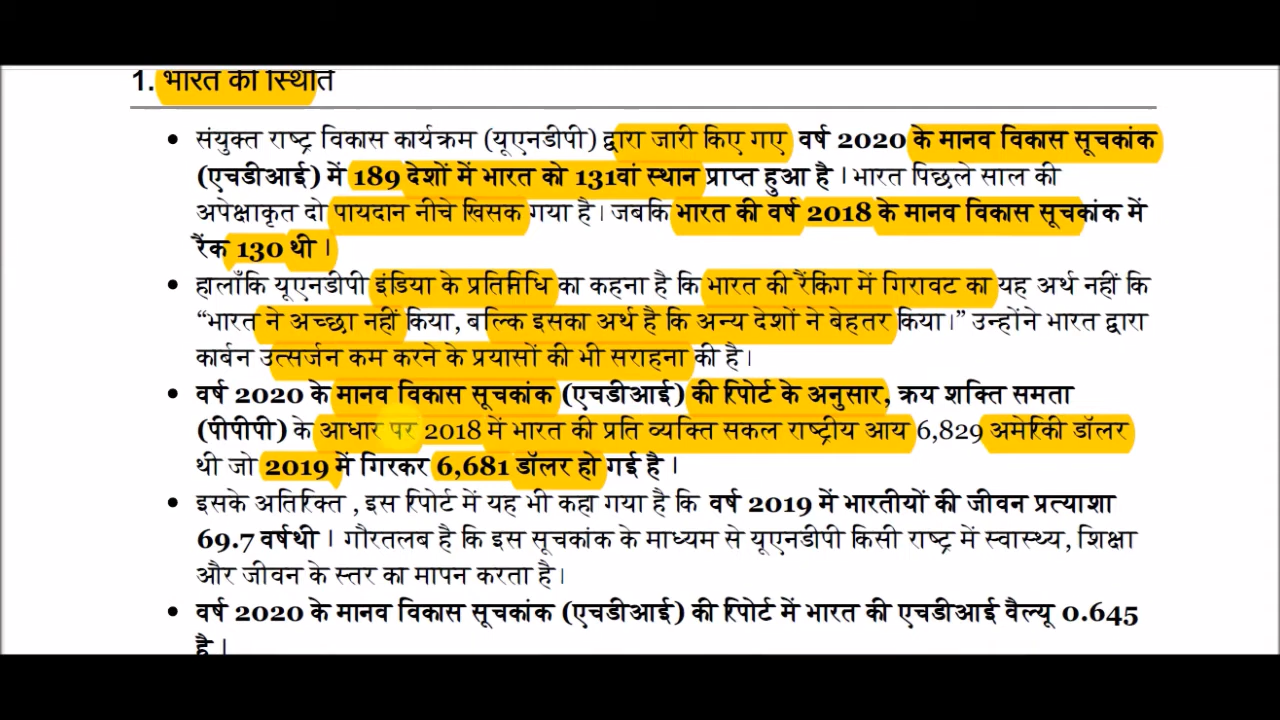 1. भारत की स्थिति
• संयुक्त राष्ट्र विकास कार्यक्रम (यूएनडीपी) द्वारा जारी किए गए वर्ष 2020 के मानव विकास सूचकांक
(एचडीआई) में 189 देशों में भारत को 131वां स्थान प्राप्त हुआ है। भारत पिछले साल की
अपेक्षाकृत दो पायदान नीचे खिसक गया है। जबकि भारत की वर्ष 2018 के मानव विकास सूचकांक में
रैंक 130 थी।
• हालाँकि यूएनडीपी इंडिया के प्रतिनिधि का कहना है कि भारत की रैंकिंग में गिरावट का यह अर्थ नहीं कि
“भारत ने अच्छा नहीं किया, बल्कि इसका अर्थ है कि अन्य देशों ने बेहतर किया।” उन्होंने भारत द्वारा
कार्बन उत्सर्जन कम करने के प्रयासों की भी सराहना की है।
• वर्ष 2020 के मानव विकास सूचकांक (एचडीआई) की रिपोर्ट के अनुसार, क्रय शक्ति समता
(पीपीपी) के आधार पर 2018 में भारत की प्रति व्यक्ति सकल राष्ट्रीय आय 6,829 अमेरिकी डॉलर
थी जो 2019 में गिरकर 6,681 डॉलर हो गई है।
• इसके अतिरिक्त , इस रिपोर्ट में यह भी कहा गया है कि वर्ष 2019 में भारतीयों की जीवन प्रत्याशा
69.7 वर्षथी। गौरतलब है कि इस सूचकांक के माध्यम से यूएनडीपी किसी राष्ट्र में स्वास्थ्य, शिक्षा
और जीवन के स्तर का मापन करता है।
• वर्ष 2020 के मानव विकास सूचकांक (एचडीआई) की रिपोर्ट में भारत की एचडीआई वैल्यू 0.645
है।